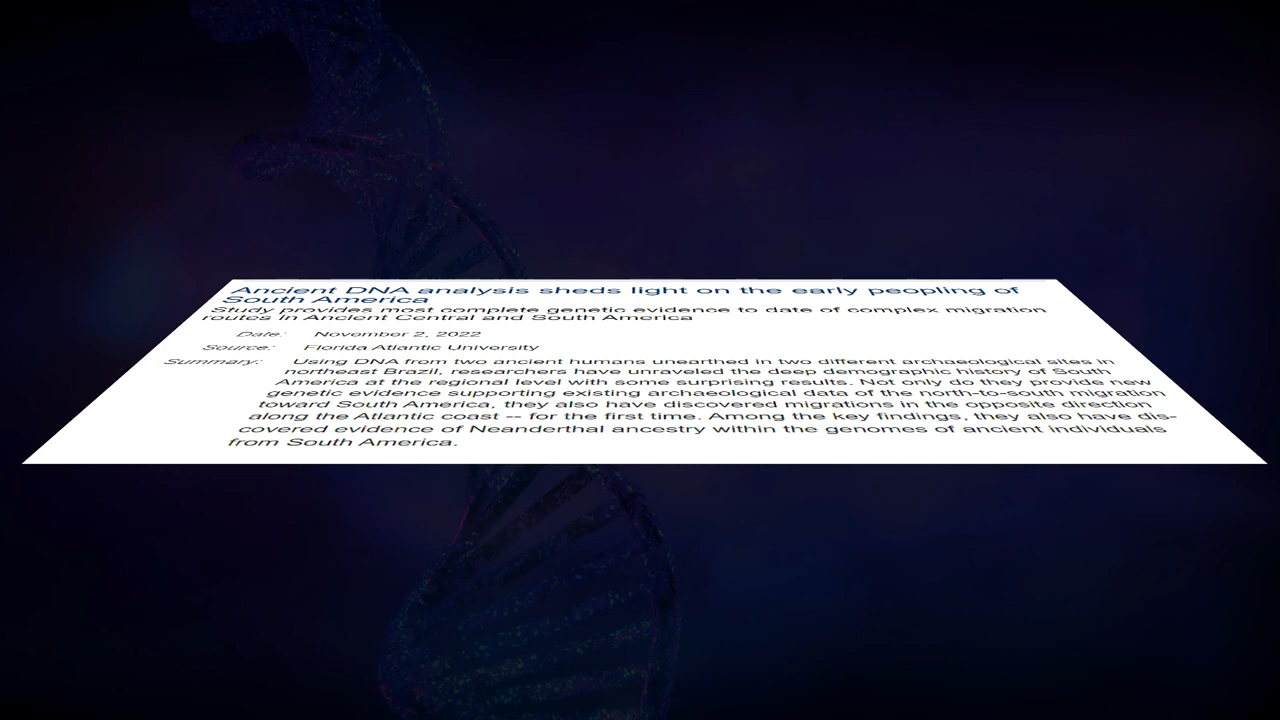 Ancient DNA analysis sheds light on the early peopling of
South America
Study provides most complete genetic evidence to date of complex migration
routes in Ancient Central and South America
Date: November 2, 2022
Source: Florida Atlantic University
Summary: Using DNA from two ancient humans unearthed in two different archaeological sites in
northeast Brazil, researchers have unraveled the deep demographic history of South
America at the regional level with some surprising results. Not only do they provide new
genetic evidence supporting existing archaeological data of the north-to-south migration
toward South America, they also have discovered migrations in the opposite direction
along the Atlantic coast -- for the first time. Among the key findings, they also have dis-
covered evidence of Neanderthal ancestry within the genomes of ancient individuals
from South America.